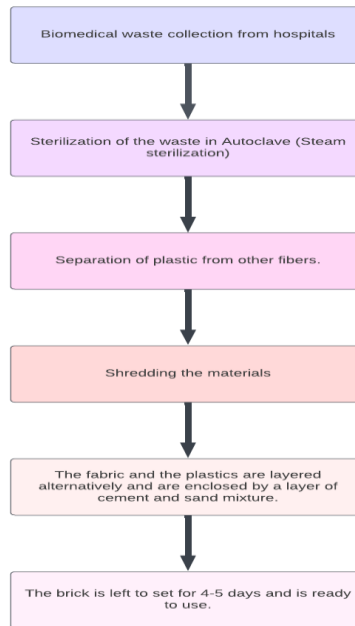 Biomedical waste collection from hospitals
Sterilization of the waste in Autoclave (Steam
sterilization)
Separation of plastic from other fibers.
Shredding the materials
The fabric and the plastics are layered
alternatively and are enclosed by a layer of
cement and sand mixture.
The brick is left to set for 4-5 days and is ready
to use.